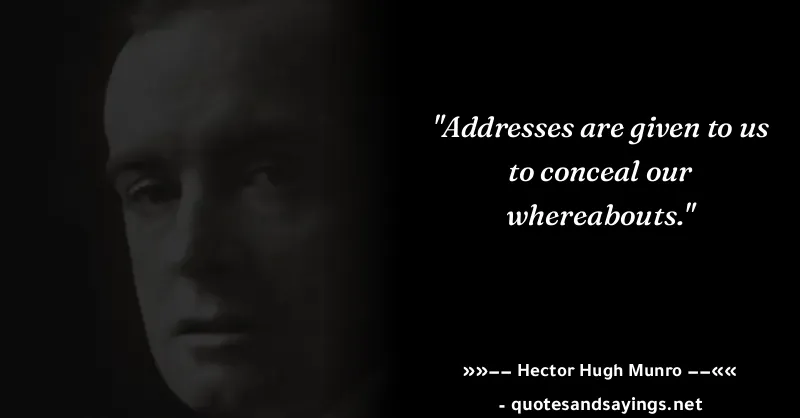 "Addresses are given to us
to conceal our
whereabouts."
»»−− Hector Hugh Munro −−««
- quotesandsayings.net